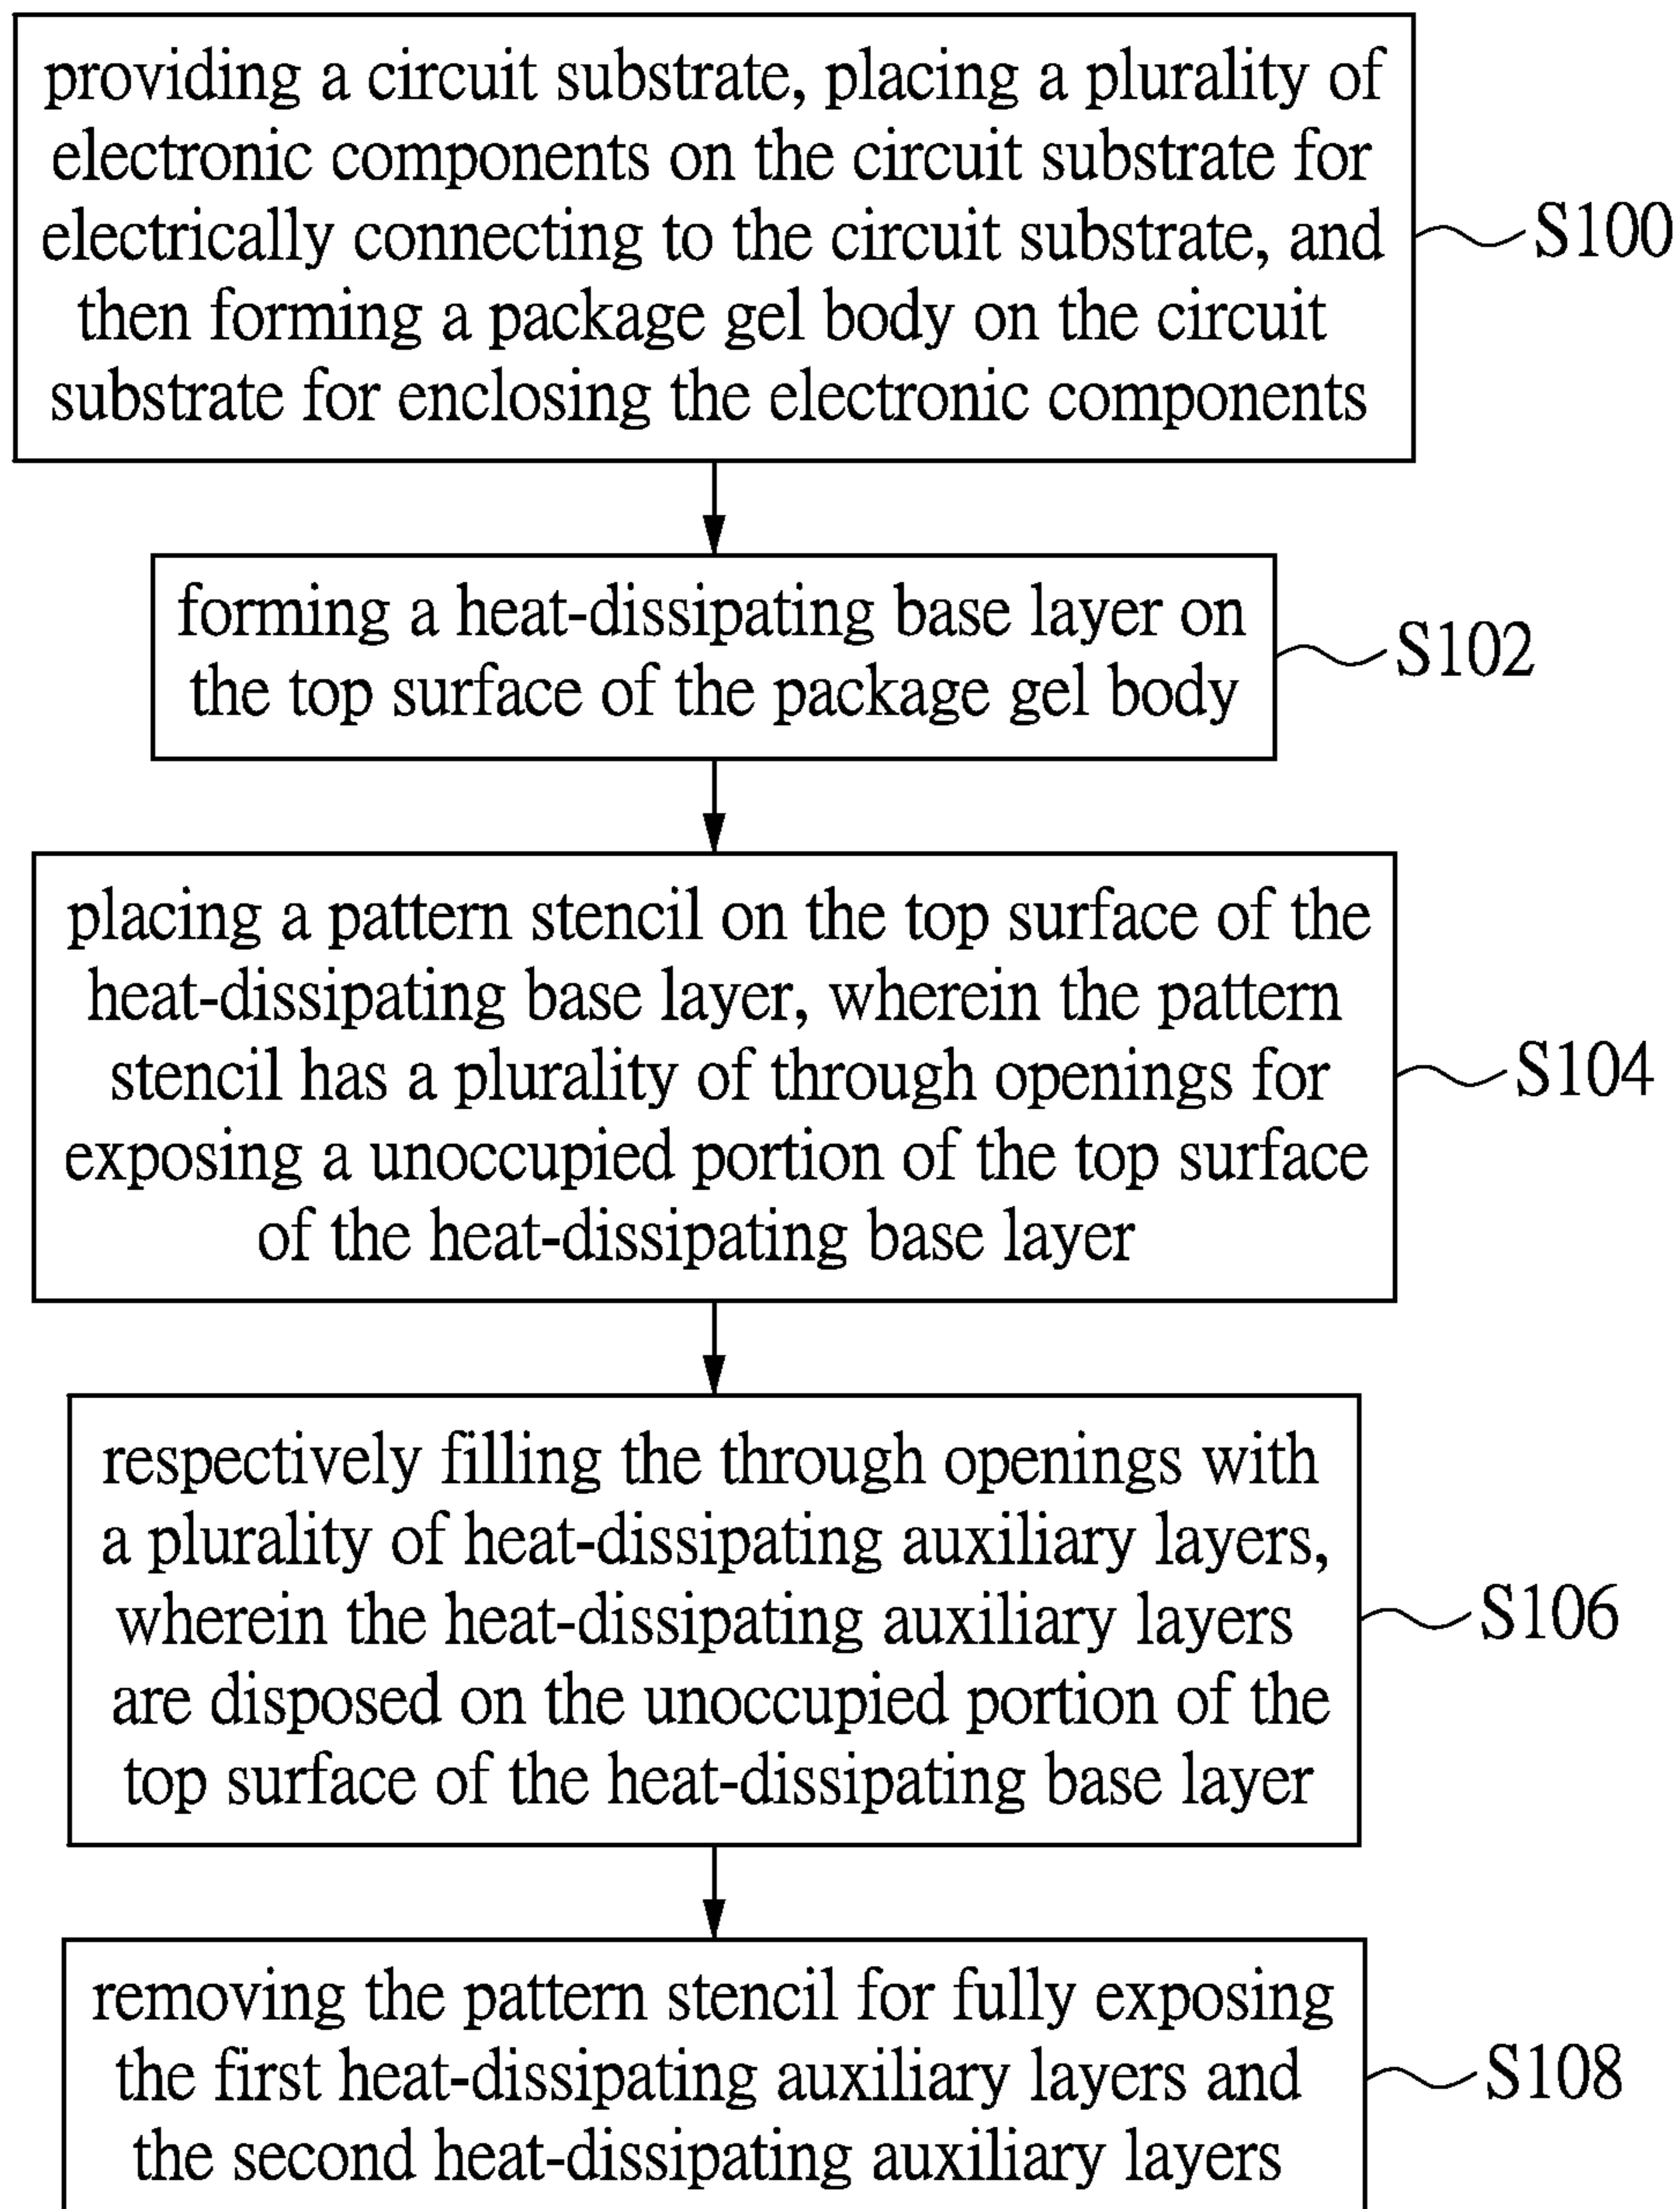 providing a circuit substrate, placing a plurality of
electronic components on the circuit substrate for
electrically connecting to the circuit substrate, and
then forming a package gel body on the circuit
substrate for enclosing the electronic components
S100
forming a heat-dissipating base layer on
the top surface of the package gel body
S102
placing a pattern stencil on the top surface of the
heat-dissipating base layer, wherein the pattern
stencil has a plurality of through openings for
exposing a unoccupied portion of the top surface
of the heat-dissipating base layer
S104
respectively filling the through openings with
a plurality of heat-dissipating auxiliary layers,
wherein the heat-dissipating auxiliary layers
are disposed on the unoccupied portion of the
top surface of the heat-dissipating base layer
S106
removing the pattern stencil for fully exposing
the first heat-dissipating auxiliary layers and
the second heat-dissipating auxiliary layers
S108